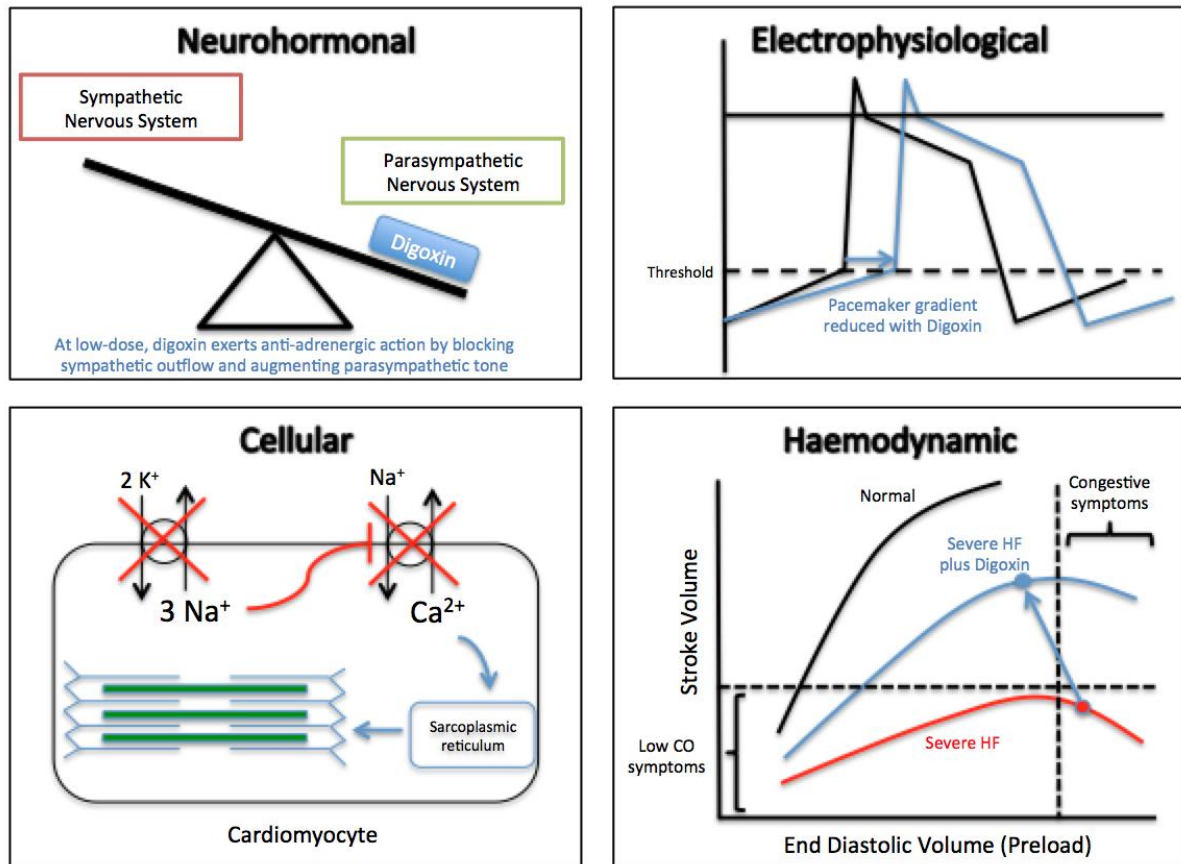 Neurohormonal
Sympathetic
Nervous System
Parasympathetic
Nervous System
Digoxin
At low-dose, digoxin exerts anti-adrenergic action by blocking
sympathetic outflow and augmenting parasympathetic tone
Electrophysiological
Threshold
Pacemaker gradient
reduced with Digoxin
Cellular
2 K⁺
Na⁺
3 Na⁺
Ca²⁺
Sarcoplasmic
reticulum
Cardiomyocyte
Haemodynamic
Normal
Congestive
symptoms
Severe HF
plus Digoxin
Stroke Volume
Low CO
symptoms
Severe HF
End Diastolic Volume (Preload)